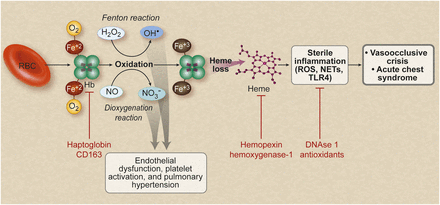 Fenton reaction
O2
H2O2
OH•
Fe+2
Fe+3
RBC
Oxidation
Heme
loss
Hb
Fe+2
Fe+3
O2
NO
NO3−
Dioxygenation
reaction
Heme
Sterile
inflammation
(ROS, NETs,
TLR4)
• Vasoocclusive
crisis
• Acute chest
syndrome
Haptoglobin
CD163
Endothelial
dysfunction, platelet
activation, and pulmonary
hypertension
Hemopexin
hemoxygenase-1
DNAse 1
antioxidants